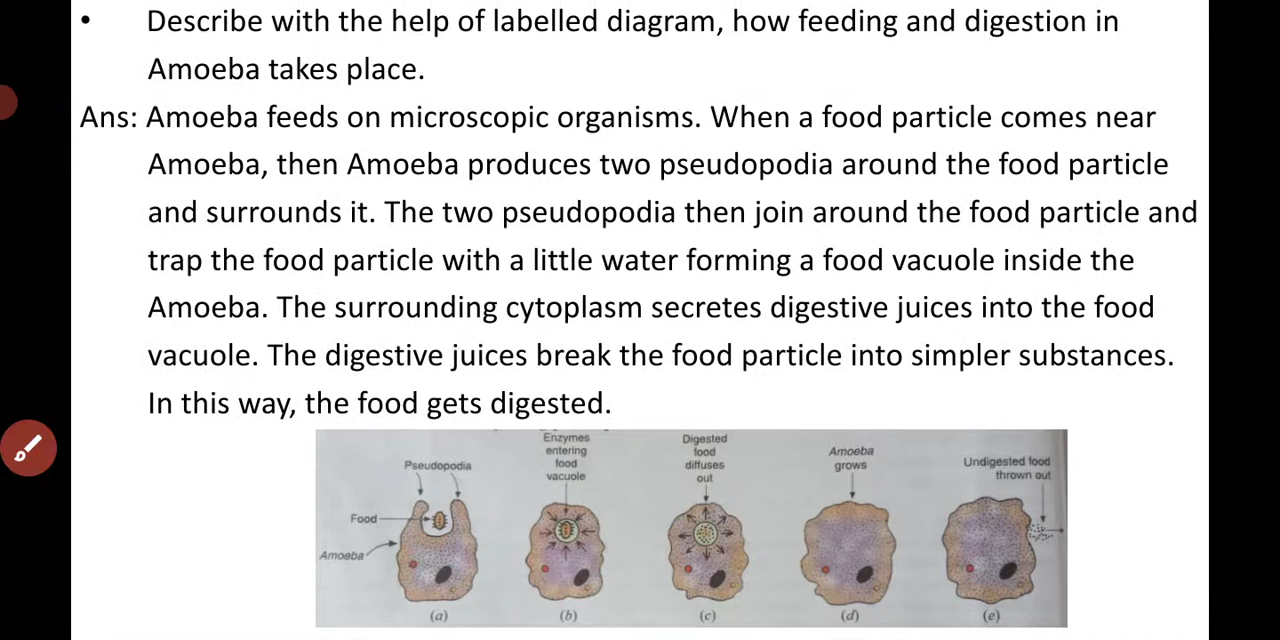 • Describe with the help of labelled diagram, how feeding and digestion in
Amoeba takes place.
Ans: Amoeba feeds on microscopic organisms. When a food particle comes near
Amoeba, then Amoeba produces two pseudopodia around the food particle
and surrounds it. The two pseudopodia then join around the food particle and
trap the food particle with a little water forming a food vacuole inside the
Amoeba. The surrounding cytoplasm secretes digestive juices into the food
vacuole. The digestive juices break the food particle into simpler substances.
In this way, the food gets digested.
Pseudopodia
Food
Amoeba
(a)
Enzymes
entering
food
vacuole
(b)
Digested
food
diffuses
out
(c)
Amoeba
grows
(d)
Undigested food
thrown out
(e)